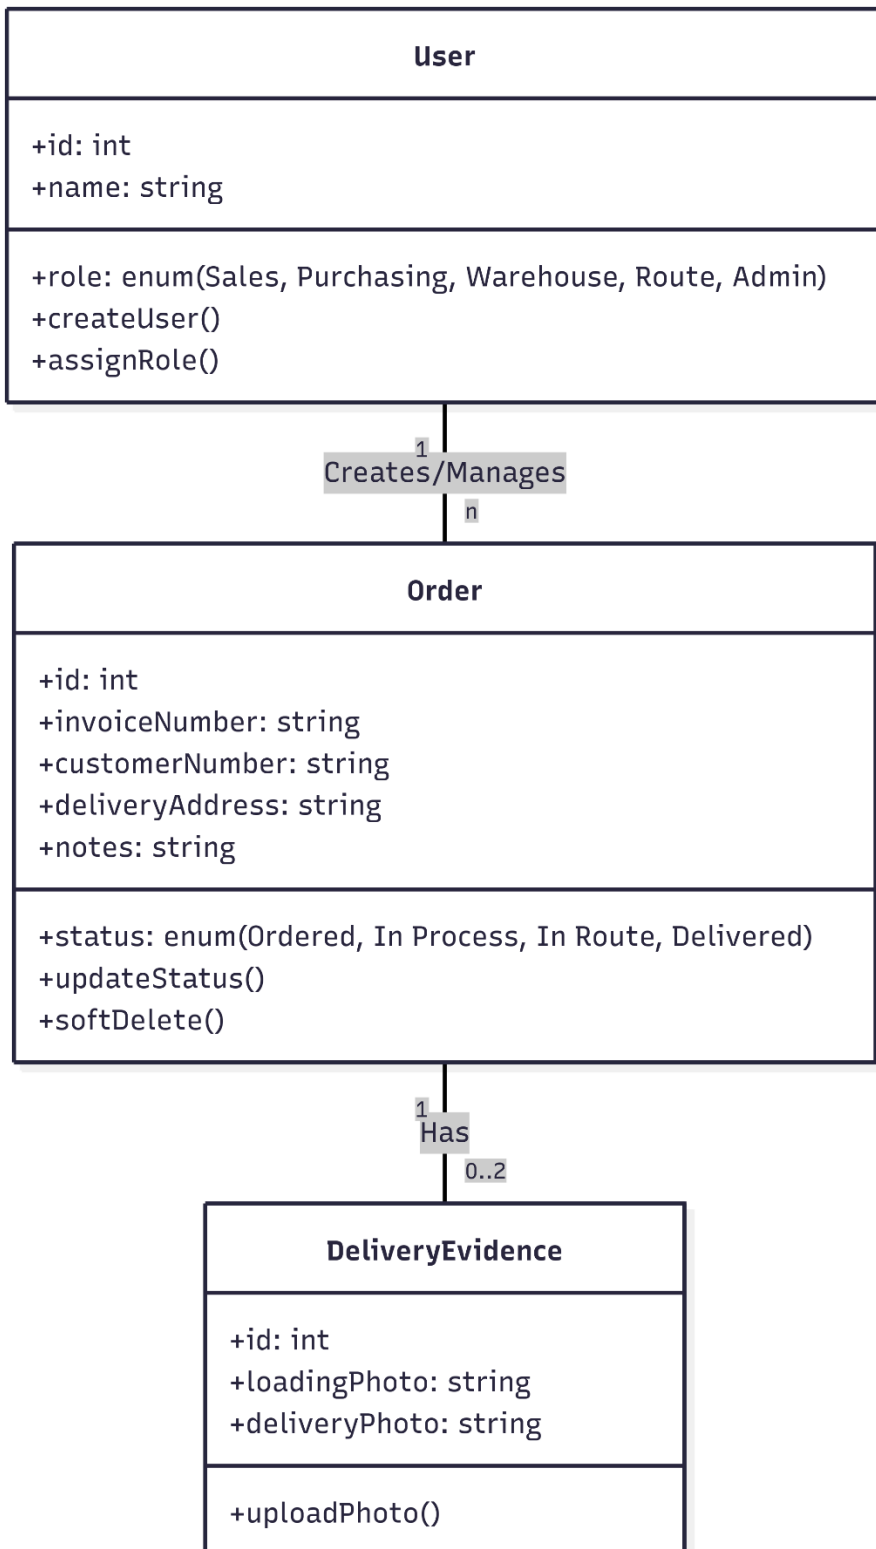 User
+id: int
+name: string
+role: enum(Sales, Purchasing, Warehouse, Route, Admin)
+createUser()
+assignRole()
1
Creates/Manages
n
Order
+id: int
+invoiceNumber: string
+customerNumber: string
+deliveryAddress: string
+notes: string
+status: enum(Ordered, In Process, In Route, Delivered)
+updateStatus()
+softDelete()
1
Has
0..2
DeliveryEvidence
+id: int
+loadingPhoto: string
+deliveryPhoto: string
+uploadPhoto()